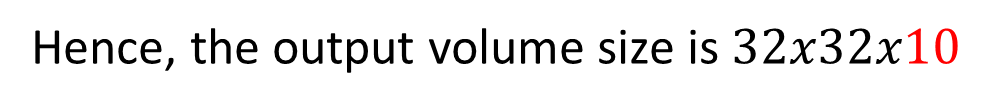 Hence, the output volume size is 32x32x10